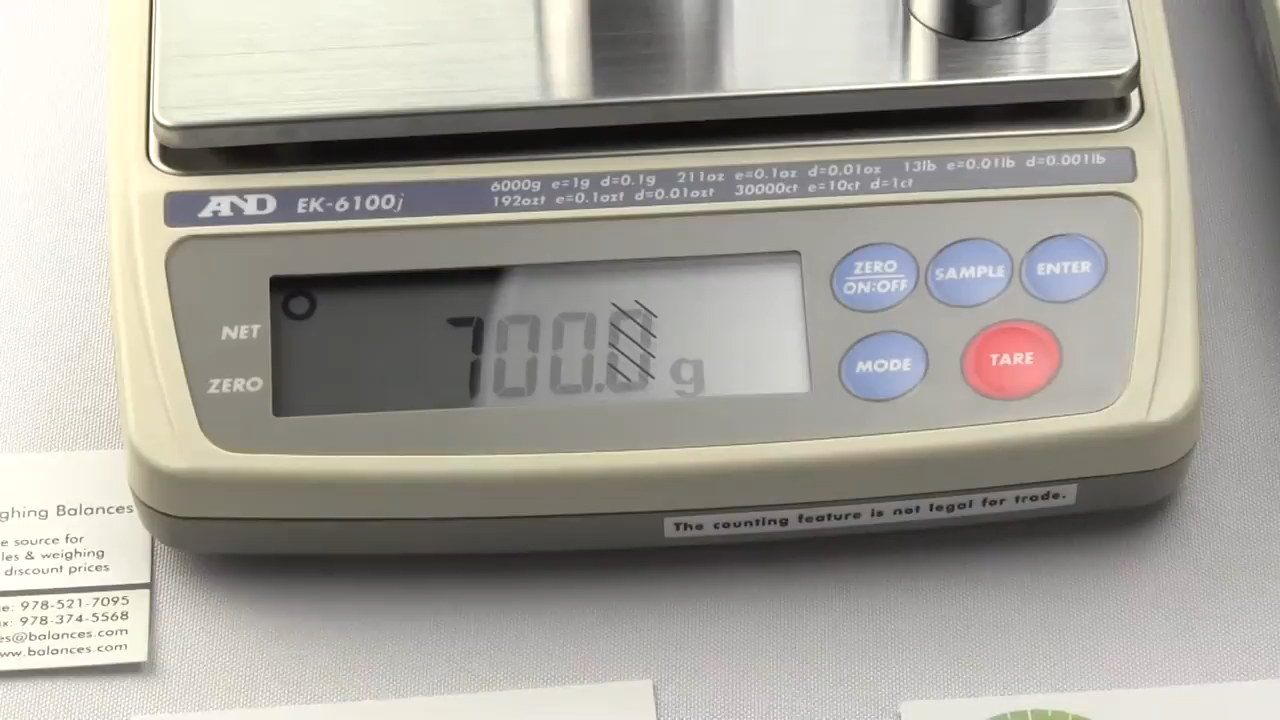 6000g e=1g d=0.1g 211oz e=0.1oz d=0.01oz 13lb e=0.01lb d=0.001lb
AND EK-6100j 192ozt e=0.1ozt d=0.01ozt 30000ct e=10ct d=1ct
ZERO
ON:OFF
SAMPLE
ENTER
NET
700.0 g
ZERO
MODE
TARE
The counting feature is not legal for trade.
ghing Balances
e source for
les & weighing
discount prices
e: 978-521-7095
x: 978-374-5568
es@balances.com
ww.balances.com